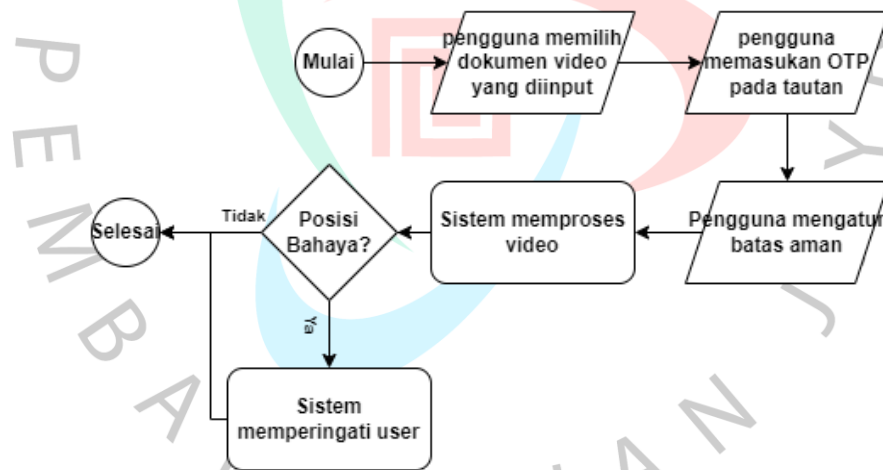 Mulai
pengguna memilih
dokumen video
yang diinput
pengguna
memasukan OTP
pada tautan
Pengguna mengatur
batas aman
Sistem memproses
video
Posisi
Bahaya?
Tidak
Selesai
Ya
Sistem
memperingati user